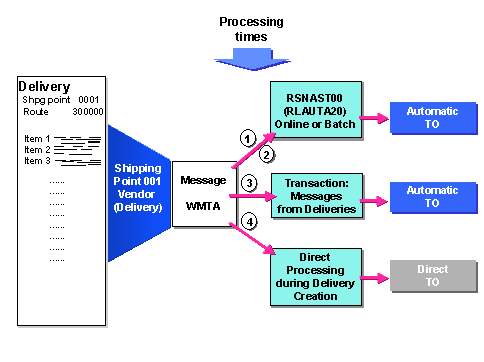 Processing
times
Delivery
Shpg point 0001
Route 300000
Item 1
Item 2
Item 3
......
......
......
......
......
......
......
Shipping
Point 001
Vendor
(Delivery)
Message
WMTA
1
2
3
4
RSNAST00
(RLAUTA20)
Online or Batch
Automatic
TO
Transaction:
Messages
from Deliveries
Automatic
TO
Direct
Processing
during Delivery
Creation
Direct
TO